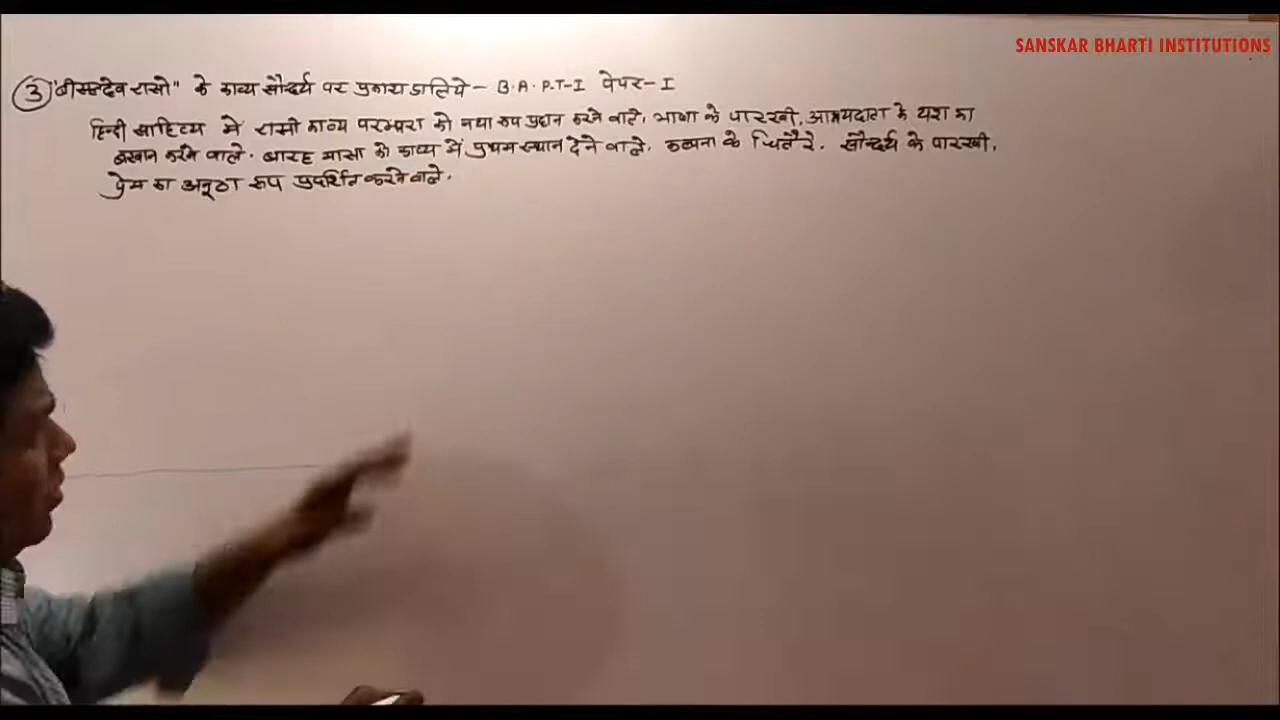 SANSKAR BHARTI INSTITUTIONS
③ "बीसलदेव रासो" के काव्य सौन्दर्य पर प्रकाश डालिये - B.A.PT-I पेपर-I
हिन्दी साहित्य में रासो काव्य परम्परा को नया रूप प्रदान करने वाले, भाषा के पारखी, आश्रयदाता के यश का
बखान करने वाले. बारह मासा को काव्य में प्रथम स्थान देने वाले. कल्पना के चितैरे. सौन्दर्य के पारखी,
प्रेम का अनूठा रूप प्रदर्शित करने वाले.